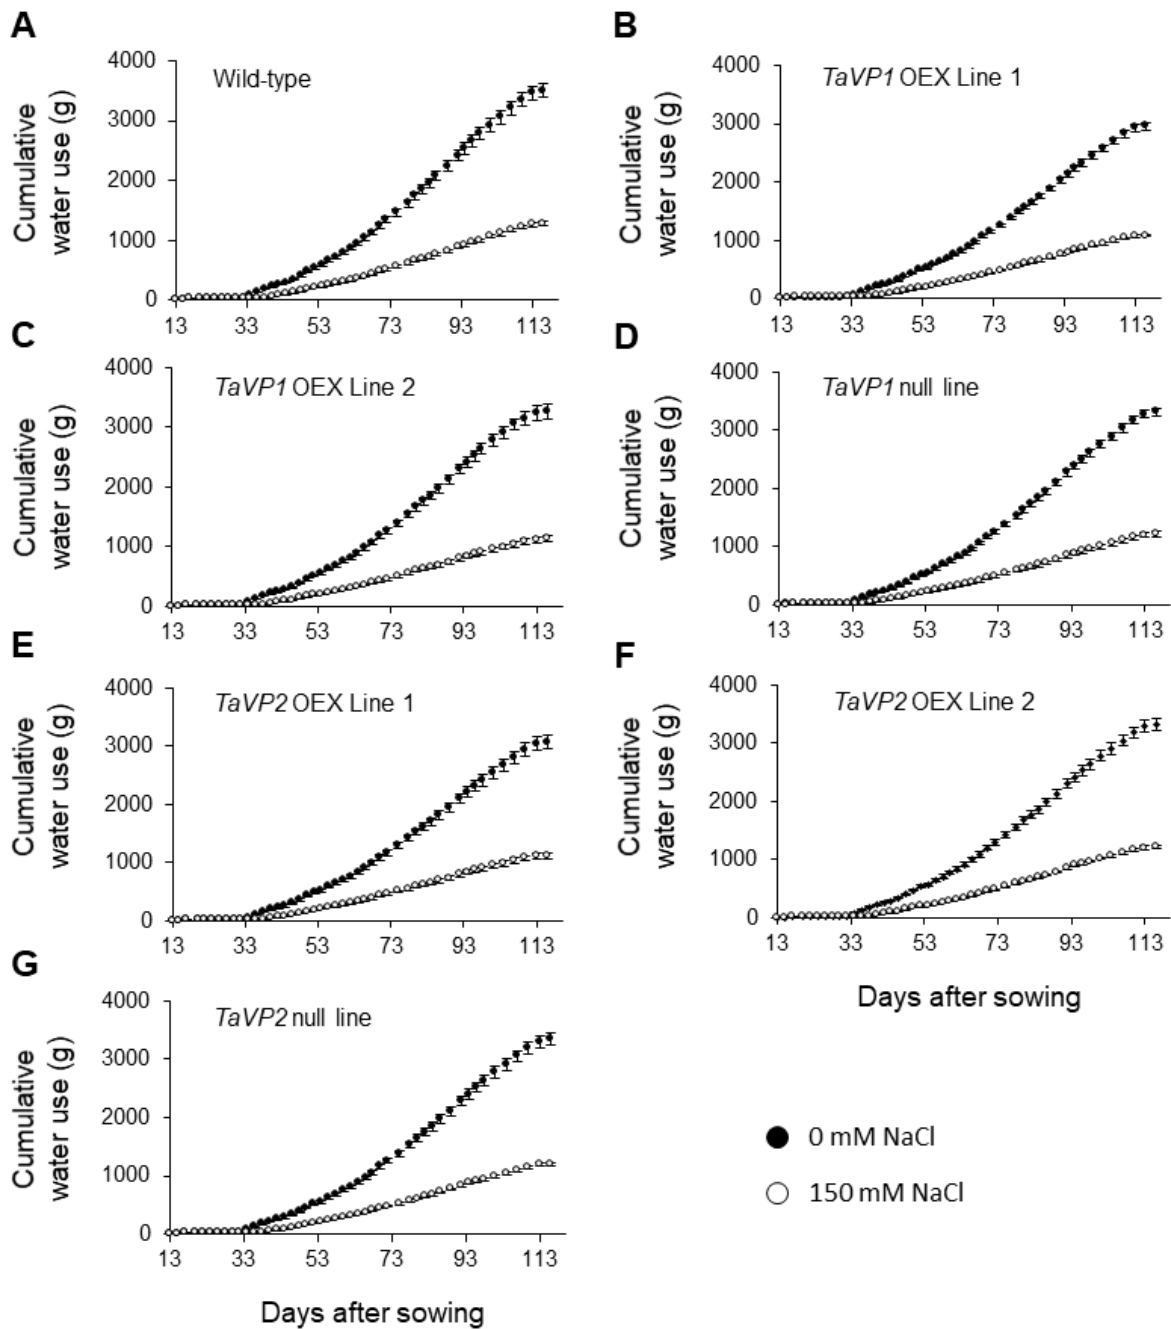 A
Cumulative
water use (g)
4000
3000
2000
1000
0
Wild-type
13 33 53 73 93 113
B
Cumulative
water use (g)
4000
3000
2000
1000
0
TaVP1 OEX Line 1
13 33 53 73 93 113
C
Cumulative
water use (g)
4000
3000
2000
1000
0
TaVP1 OEX Line 2
13 33 53 73 93 113
D
Cumulative
water use (g)
4000
3000
2000
1000
0
TaVP1 null line
13 33 53 73 93 113
E
Cumulative
water use (g)
4000
3000
2000
1000
0
TaVP2 OEX Line 1
13 33 53 73 93 113
F
Cumulative
water use (g)
4000
3000
2000
1000
0
TaVP2 OEX Line 2
13 33 53 73 93 113
Days after sowing
G
Cumulative
water use (g)
4000
3000
2000
1000
0
TaVP2 null line
13 33 53 73 93 113
Days after sowing
0 mM NaCl
150 mM NaCl